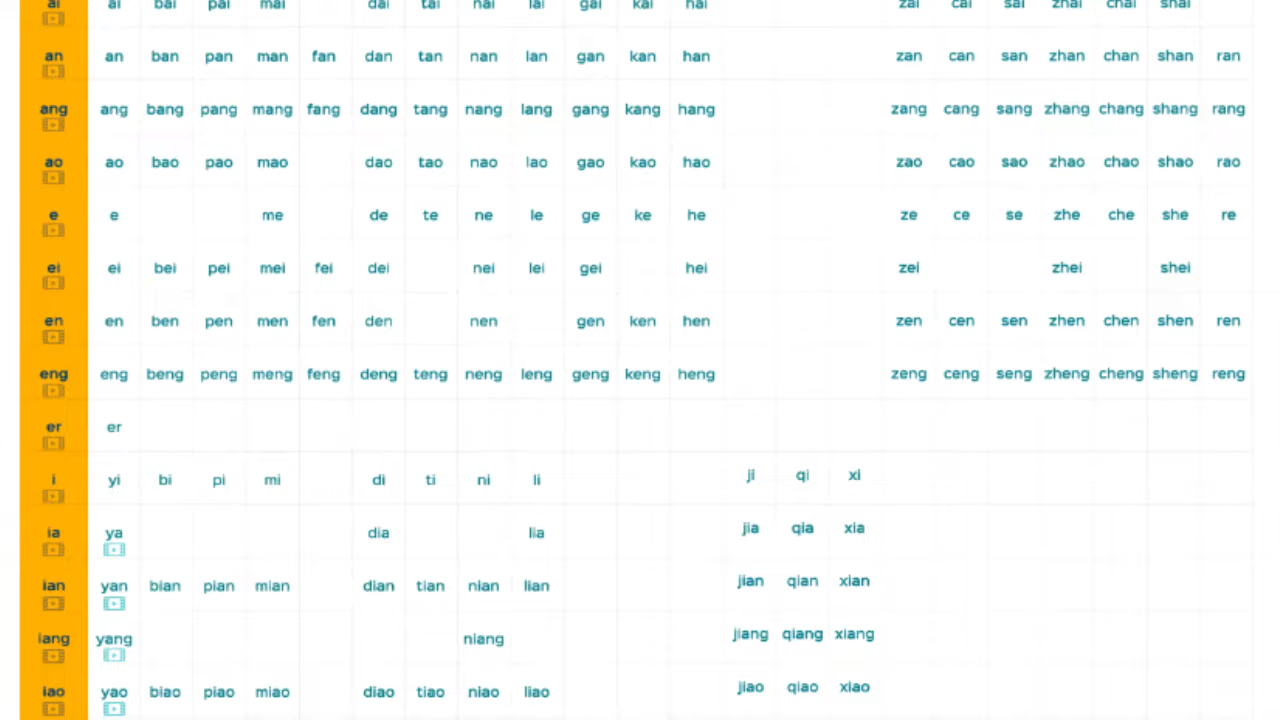 ai ai bai pai mai dai tai nai lai gai kai hai zai cai sai zhai chai shai
an an ban pan man fan dan tan nan lan gan kan han zan can san zhan chan shan ran
ang ang bang pang mang fang dang tang nang lang gang kang hang zang cang sang zhang chang shang rang
ao ao bao pao mao dao tao nao lao gao kao hao zao cao sao zhao chao shao rao
e e me de te ne le ge ke he ze ce se zhe che she re
ei ei bei pei mei fei dei nei lei gei hei zei zhei shei
en en ben pen men fen den nen gen ken hen zen cen sen zhen chen shen ren
eng eng beng peng meng feng deng teng neng leng geng keng heng zeng ceng seng zheng cheng sheng reng
er er
i yi bi pi mi di ti ni li ji qi xi
ia ya dia lia jia qia xia
ian yan bian pian mian dian tian nian lian jian qian xian
iang yang niang jiang qiang xiang
iao yao biao piao miao diao tiao niao liao jiao qiao xiao